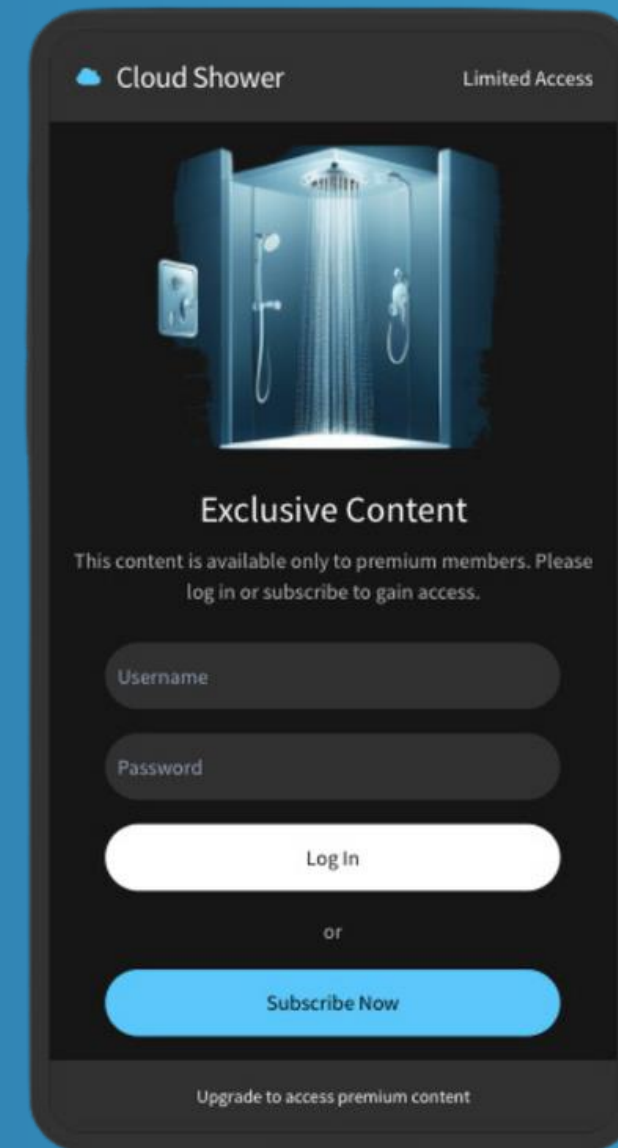 Cloud Shower
Limited Access
Exclusive Content
This content is available only to premium members. Please
log in or subscribe to gain access.
Username
Password
Log In
or
Subscribe Now
Upgrade to access premium content